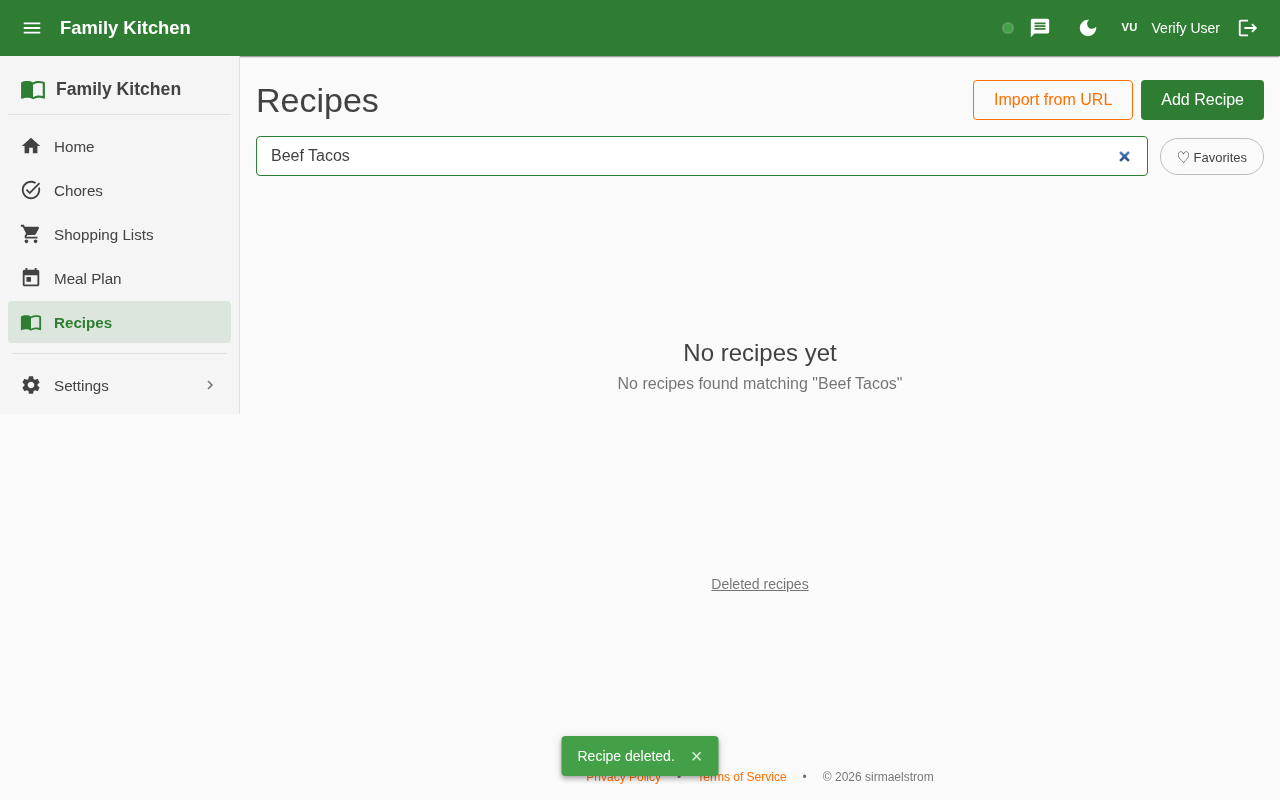 Family Kitchen
VU Verify User
Family Kitchen
Home
Chores
Shopping Lists
Meal Plan
Recipes
Settings
Recipes
Import from URL
Add Recipe
Beef Tacos
♡ Favorites
No recipes yet
No recipes found matching "Beef Tacos"
Deleted recipes
Recipe deleted. ✕
Privacy Policy • Terms of Service • © 2026 sirmaelstrom